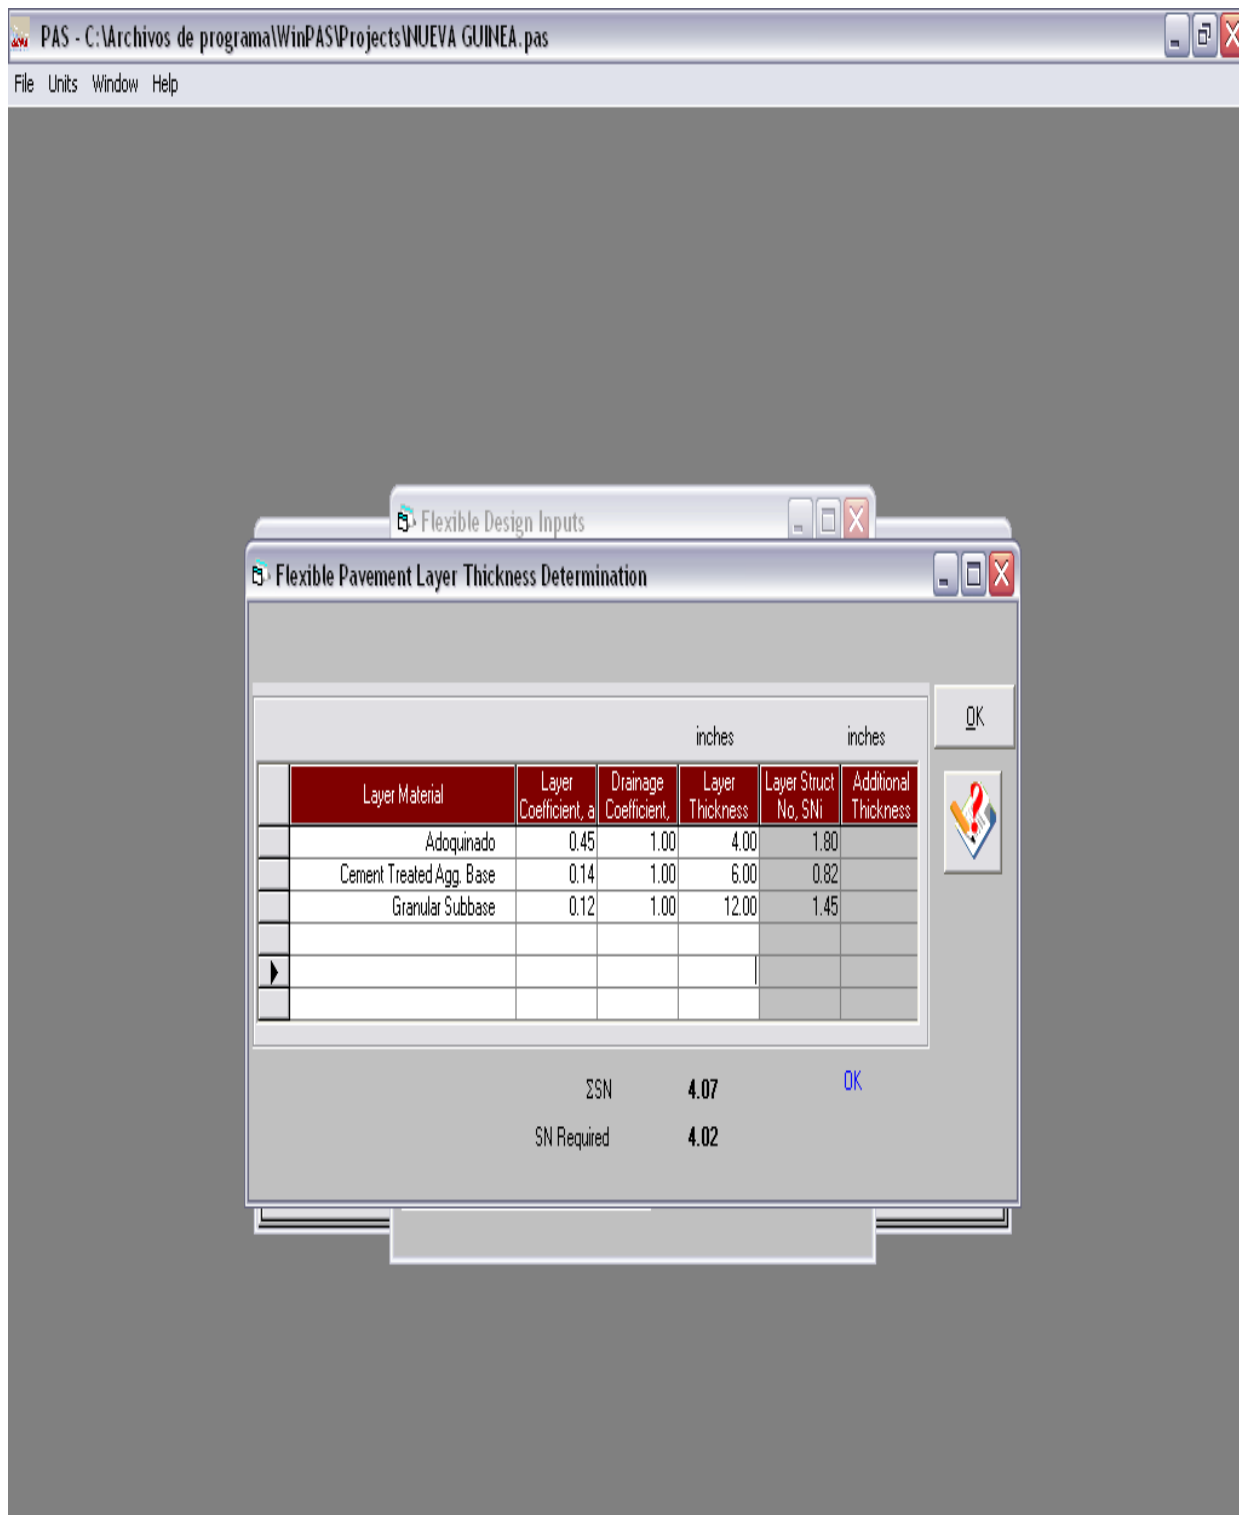 PAS - C:\Archivos de programa\WinPAS\Projects\NUEVA GUINEA.pas
File Units Window Help
Flexible Design Inputs
Flexible Pavement Layer Thickness Determination
inches inches
OK
Layer Material Layer Coefficient, a Drainage Coefficient, Layer Thickness Layer Struct No, SNi Additional Thickness
Adoquinado 0.45 1.00 4.00 1.80
Cement Treated Agg. Base 0.14 1.00 6.00 0.82
Granular Subbase 0.12 1.00 12.00 1.45
ΣSN 4.07 OK
SN Required 4.02